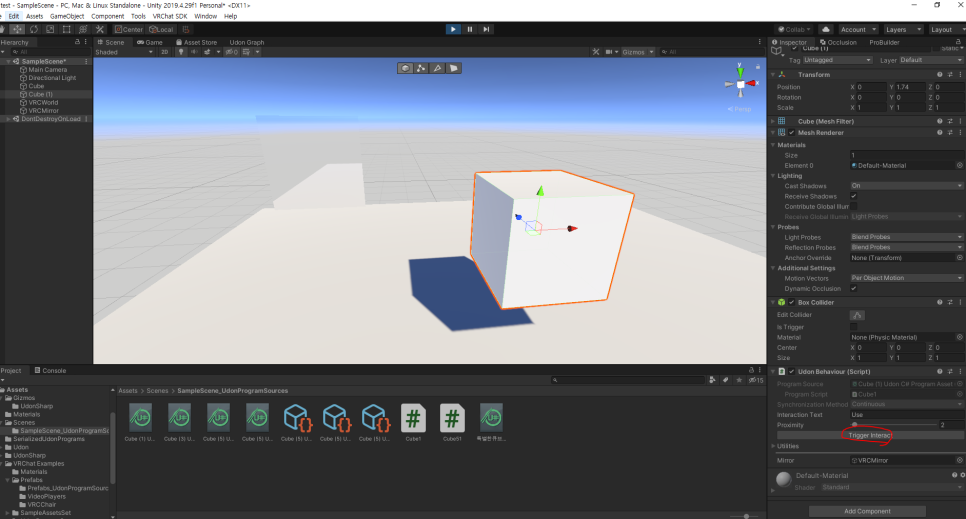 test - SampleScene - PC, Mac & Linux Standalone - Unity 2019.4.29f1 Personal* <DX11>
Edit Assets GameObject Component Tools VRChat SDK Window Help
Center Local
Collab Account Layers Layout
Hierarchy
All
SampleScene*
Main Camera
Directional Light
Cube
Cube (1)
VRCWorld
VRCMirror
DontDestroyOnLoad
Scene Game Asset Store Udon Graph
Shaded 2D 0 Gizmos All
y
x
Persp
Inspector Occlusion ProBuilder
Cube (1) Static
Tag Untagged Layer Default
Transform
Position X 0 Y 1.74 Z 0
Rotation X 0 Y 0 Z 0
Scale X 1 Y 1 Z 1
Cube (Mesh Filter)
Mesh Renderer
Materials
Size 1
Element 0 Default-Material
Lighting
Cast Shadows On
Receive Shadows
Contribute Global Illum
Receive Global Illumin Light Probes
Probes
Light Probes Blend Probes
Reflection Probes Blend Probes
Anchor Override None (Transform)
Additional Settings
Motion Vectors Per Object Motion
Dynamic Occlusion
Box Collider
Edit Collider
Is Trigger
Material None (Physic Material)
Center X 0 Y 0 Z 0
Size X 1 Y 1 Z 1
Udon Behaviour (Script)
Program Source Cube (1) Udon C# Program Asset
Program Script Cube1
Synchronization Method Continuous
Interaction Text Use
Proximity 2
Trigger Interact
Utilities
Mirror VRCMirror
Default-Material
Shader Standard
Add Component
Project Console
15
Assets
Gizmos
UdonSharp
Materials
Scenes
SampleScene_UdonProgramSo
SerializedUdonPrograms
Udon
UdonSharp
VRChat Examples
Materials
Prefabs
Prefabs_UdonProgramSourc
VideoPlayers
VRCChair
SampleAssetsSet
Assets > Scenes > SampleScene_UdonProgramSources
Cube (1) U... Cube (3) U... Cube (5) U... Cube (5) U... Cube (6) U... Cube (5) U... Cube (6) U... Cube1 Cube51